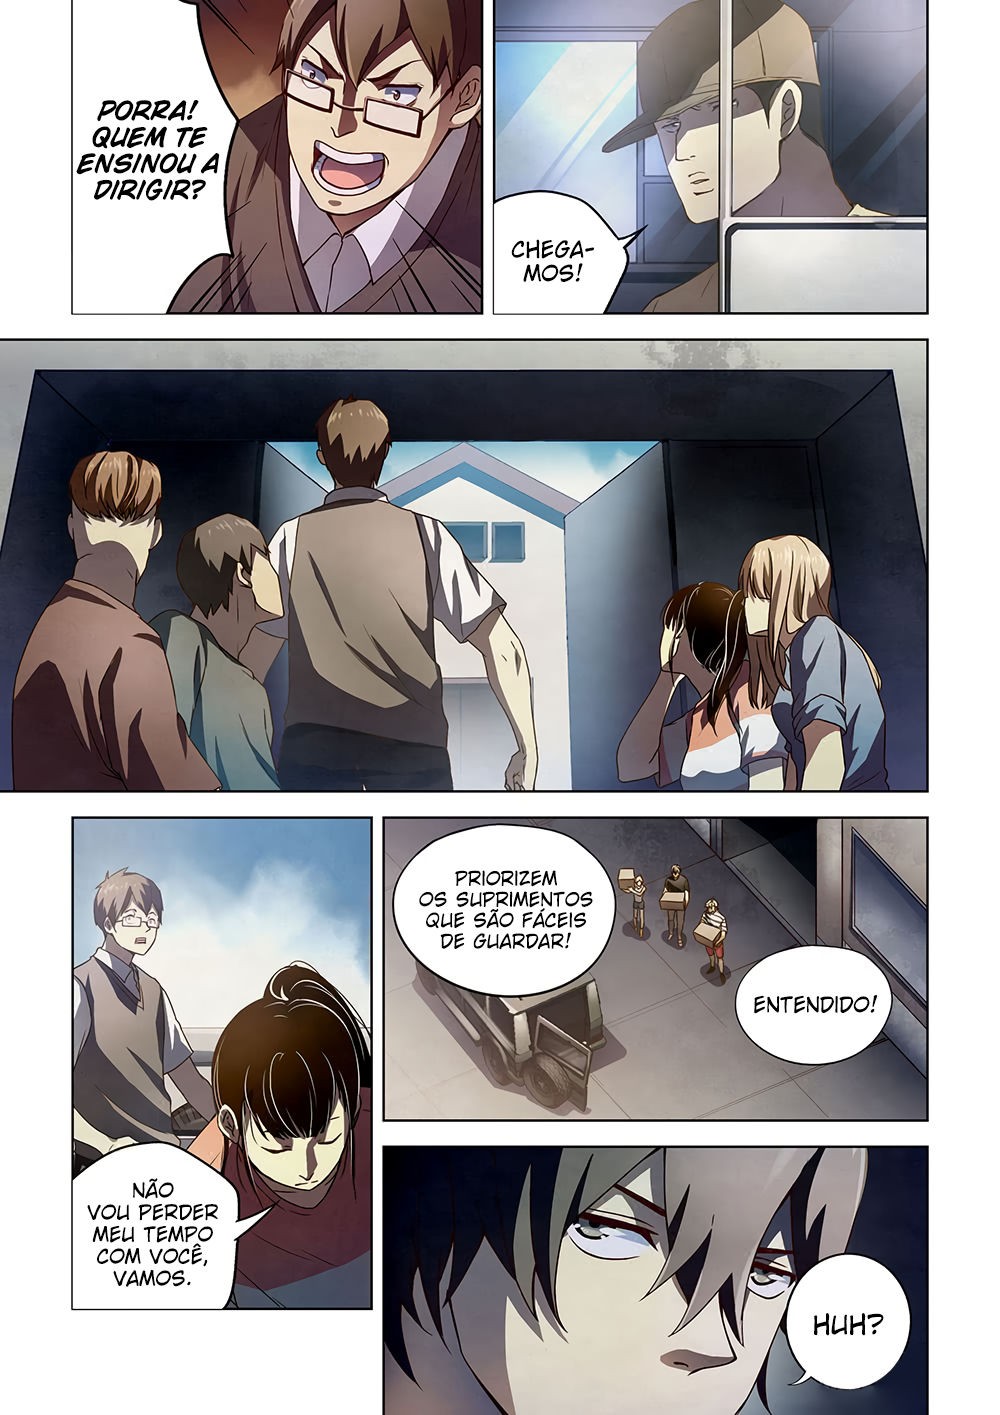 PORRA!
QUEM TE
ENSINOU A
DIRIGIR?
CHEGA-
MOS!
PRIORIZEM
OS SUPRIMENTOS
QUE SÃO FÁCEIS
DE GUARDAR!
ENTENDIDO!
NÃO
VOU PERDER
MEU TEMPO
COM VOCÊ,
VAMOS.
HUH?